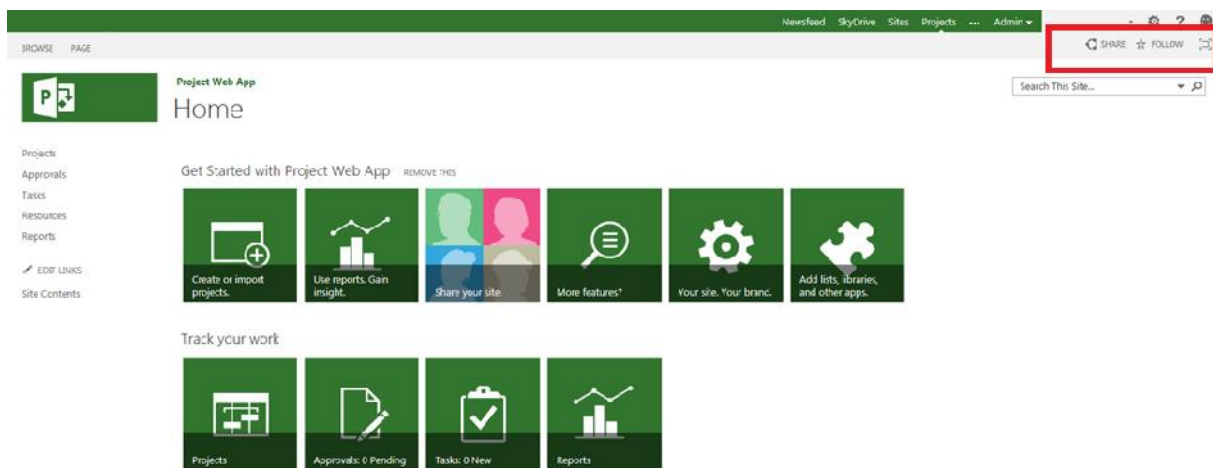 Newsfeed SkyDrive Sites Projects ... Admin ?
BROWSE PAGE SHARE FOLLOW
P
Project Web App
Home
Search This Site...
Projects
Approvals
Tasks
Resources
Reports
EDIT LINKS
Site Contents
Get Started with Project Web App REMOVE THIS
Create or import
projects.
Use reports. Gain
insight.
Share your site
More features?
Your site. Your brand.
Add lists, libraries,
and other apps.
Track your work
Projects
Approvals: 0 Pending
Tasks: 0 New
Reports